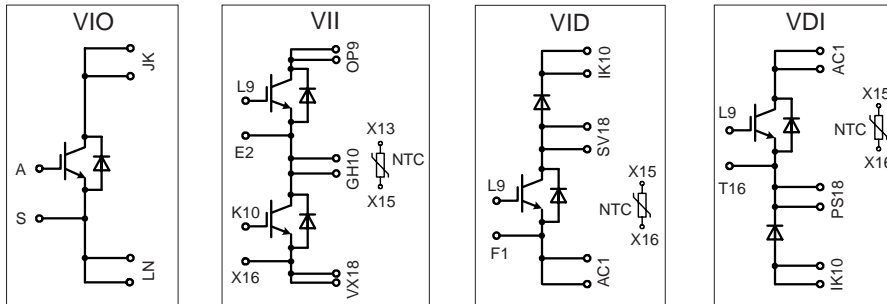 VIO
JK
A
S
LN
VII
OP9
L9
E2
X13
NTC
X15
GH10
K10
X16
VX18
VID
IK10
SV18
L9
X15
NTC
X16
F1
AC1
VDI
AC1
L9
X15
NTC
X16
T16
PS18
IK10